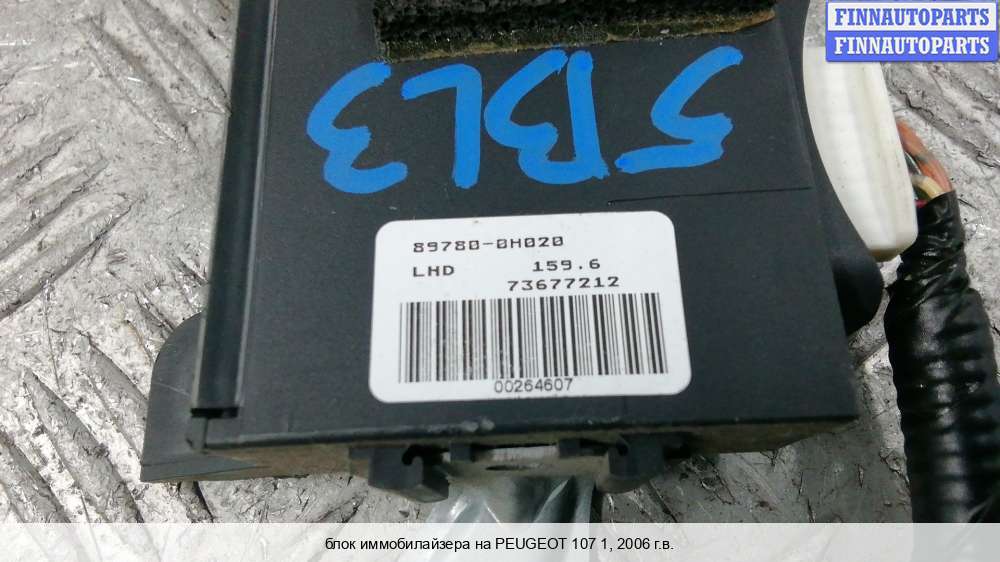 FINNAUTOPARTS
FINNAUTOPARTS
5BL3
89780-0H020
LHD 159.6
73677212
00264607
блок иммобилайзера на PEUGEOT 107 1, 2006 г.в.